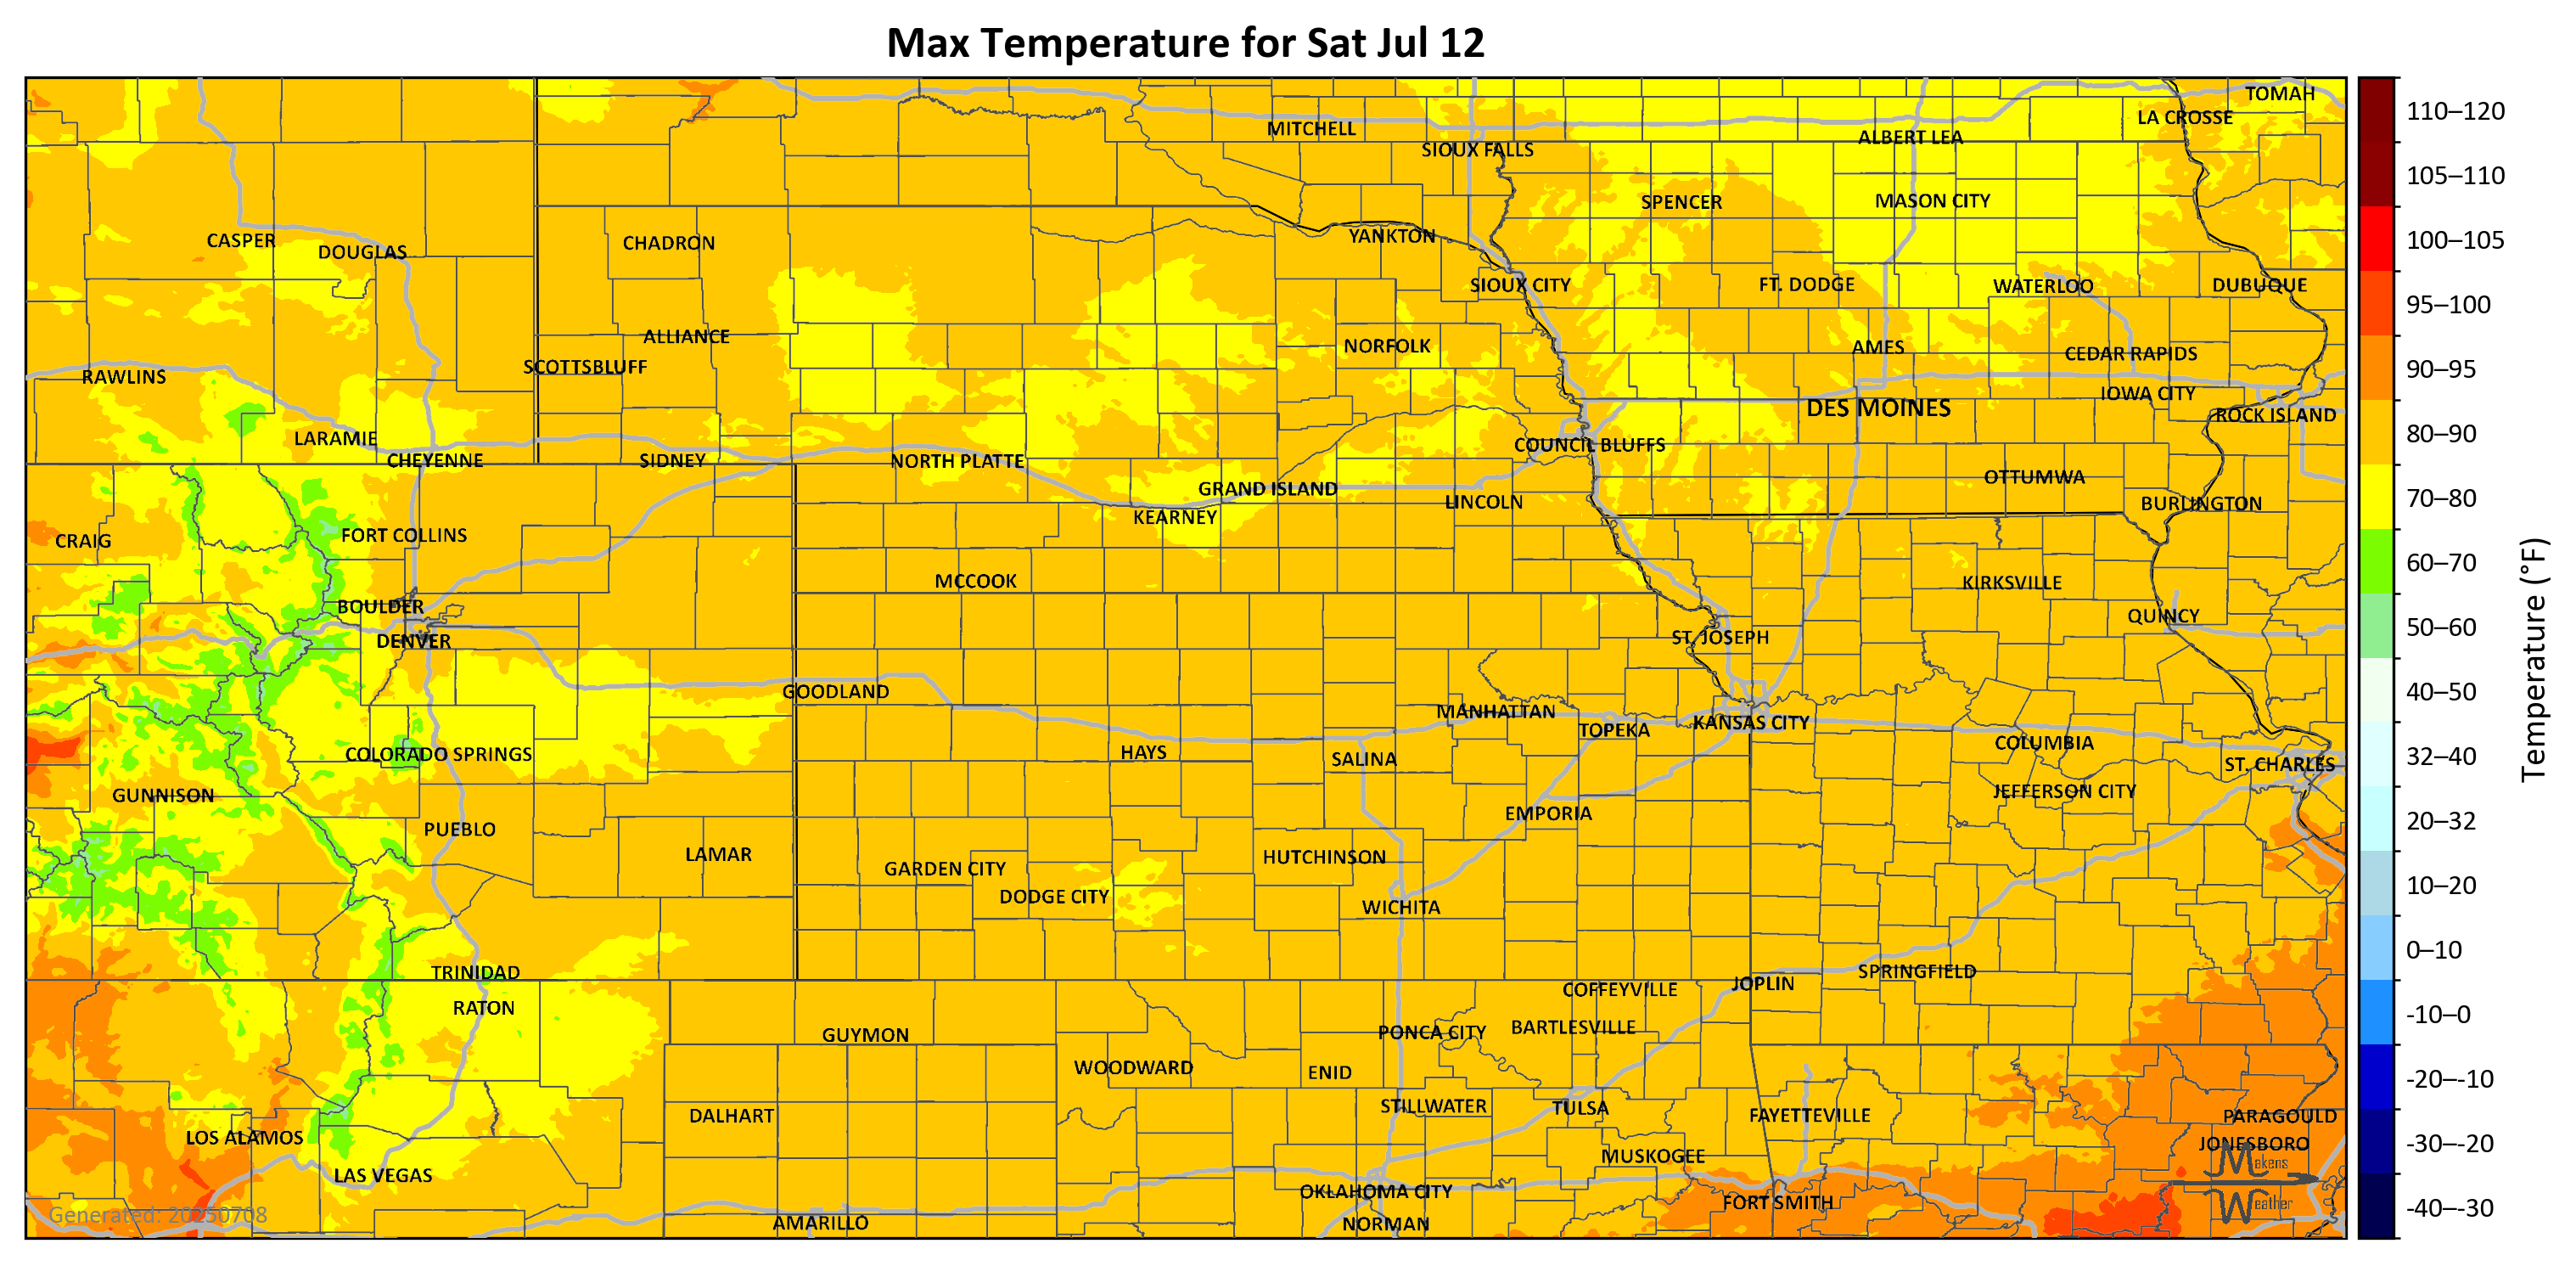 Max Temperature for Sat Jul 12
TOMAH
LA CROSSE
MITCHELL
ALBERT LEA
SIOUX FALLS
SPENCER
MASON CITY
CASPER
DOUGLAS
CHADRON
YANKTON
SIOUX CITY
FT. DODGE
WATERLOO
DUBUQUE
ALLIANCE
NORFOLK
AMES
CEDAR RAPIDS
SCOTTSBLUFF
RAWLINS
IOWA CITY
DES MOINES
ROCK ISLAND
LARAMIE
COUNCIL BLUFFS
CHEYENNE
SIDNEY
NORTH PLATTE
OTTUMWA
GRAND ISLAND
LINCOLN
BURLINGTON
KEARNEY
FORT COLLINS
CRAIG
MCCOOK
KIRKSVILLE
BOULDER
QUINCY
DENVER
ST. JOSEPH
GOODLAND
MANHATTAN
KANSAS CITY
TOPEKA
COLUMBIA
COLORADO SPRINGS
HAYS
SALINA
ST. CHARLES
GUNNISON
JEFFERSON CITY
EMPORIA
PUEBLO
LAMAR
HUTCHINSON
GARDEN CITY
DODGE CITY
WICHITA
TRINIDAD
SPRINGFIELD
JOPLIN
COFFEYVILLE
RATON
BARTLESVILLE
PONCA CITY
GUYMON
WOODWARD
ENID
STILLWATER
TULSA
DALHART
FAYETTEVILLE
PARAGOULD
LOS ALAMOS
JONESBORO
MUSKOGEE
LAS VEGAS
OKLAHOMA CITY
FORT SMITH
AMARILLO
NORMAN
Generated: 20250708
Makens
Weather
110–120
105–110
100–105
95–100
90–95
80–90
70–80
60–70
50–60
40–50
32–40
20–32
10–20
0–10
-10–0
-20–-10
-30–-20
-40–-30
Temperature (°F)